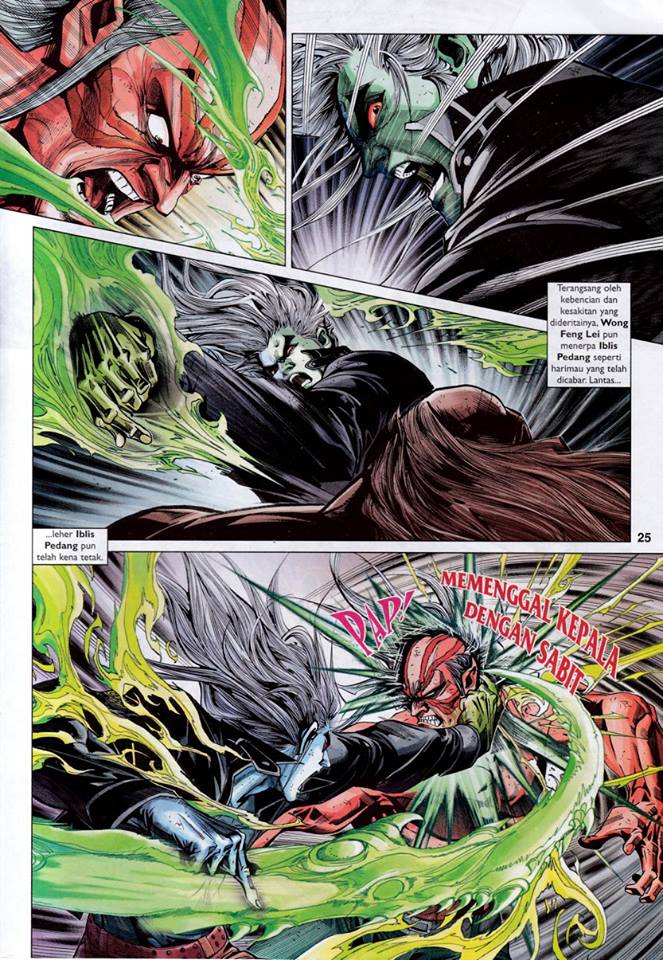 Terangsang oleh
kebencian dan
kesakitan yang
dideritainya, Wong
Feng Lei pun
menerpa Iblis
Pedang seperti
harimau yang telah
dicabar. Lantas...
25
...leher Iblis
Pedang pun
telah kena tetak.
PAP!
MEMENGGAL KEPALA
DENGAN SABIT